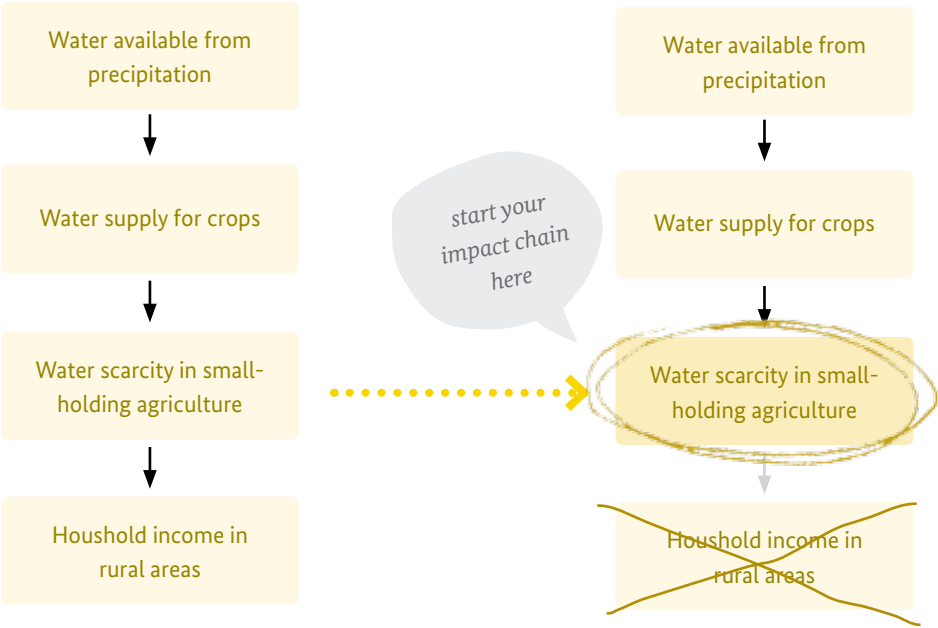 Water available from
precipitation
Water supply for crops
Water scarcity in small-
holding agriculture
Houshold income in
rural areas
start your
impact chain
here
Water available from
precipitation
Water supply for crops
Water scarcity in small-
holding agriculture
Houshold income in
rural areas